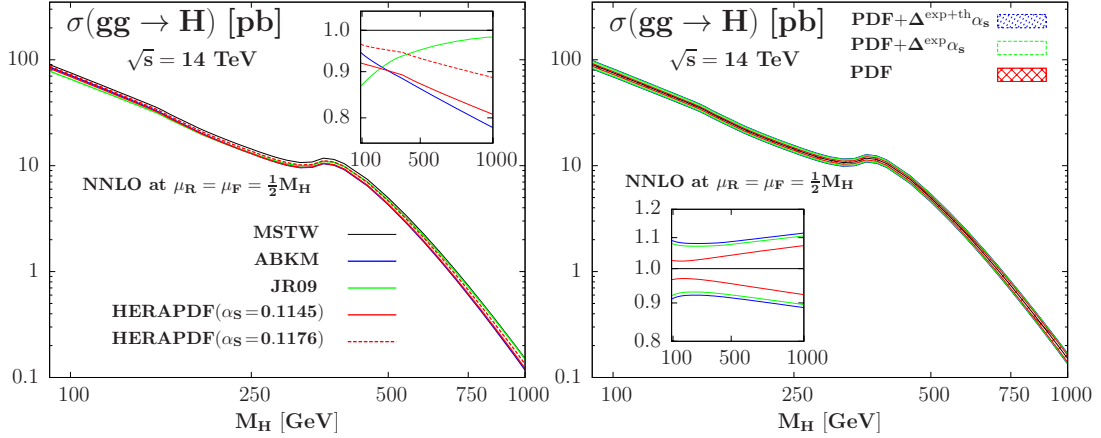 σ(gg → H) [pb]
√s = 14 TeV
NNLO at μR = μF = ½MH
MSTW
ABKM
JR09
HERAPDF(αS=0.1145)
HERAPDF(αS=0.1176)
MH [GeV]
100
10
1
0.1
100
250
500
750
1000
1.0
0.9
0.8
100
500
1000
σ(gg → H) [pb]
√s = 14 TeV
PDF+Δexp+thαs
PDF+Δexpαs
PDF
NNLO at μR = μF = ½MH
MH [GeV]
100
10
1
0.1
100
250
500
750
1000
1.2
1.1
1.0
0.9
0.8
100
500
1000